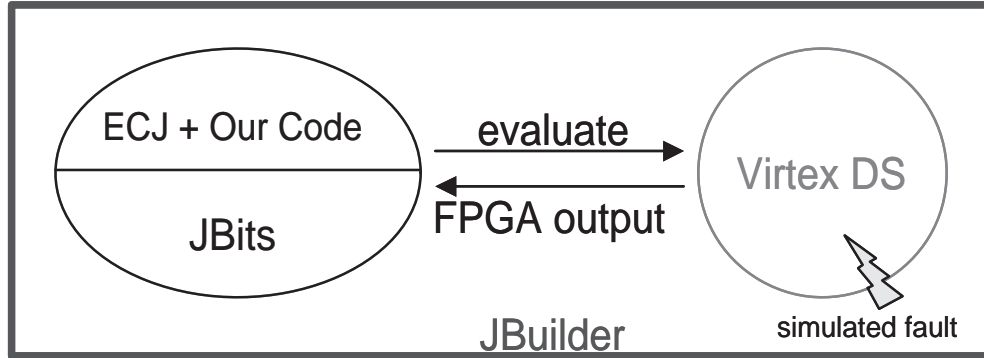 ECJ + Our Code
JBits
evaluate
FPGA output
Virtex DS
simulated fault
JBuilder